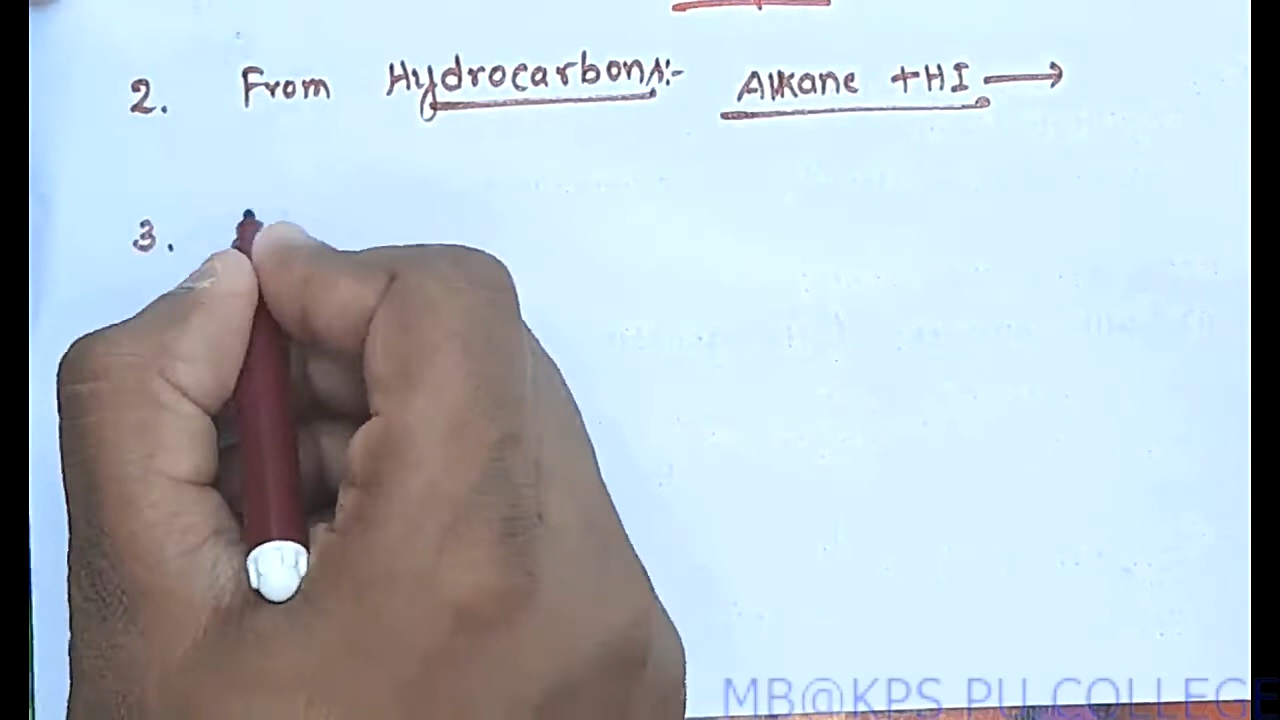 2. From Hydrocarbons:- Alkane + HI →
3.
MB@KPS PU COLLEGE